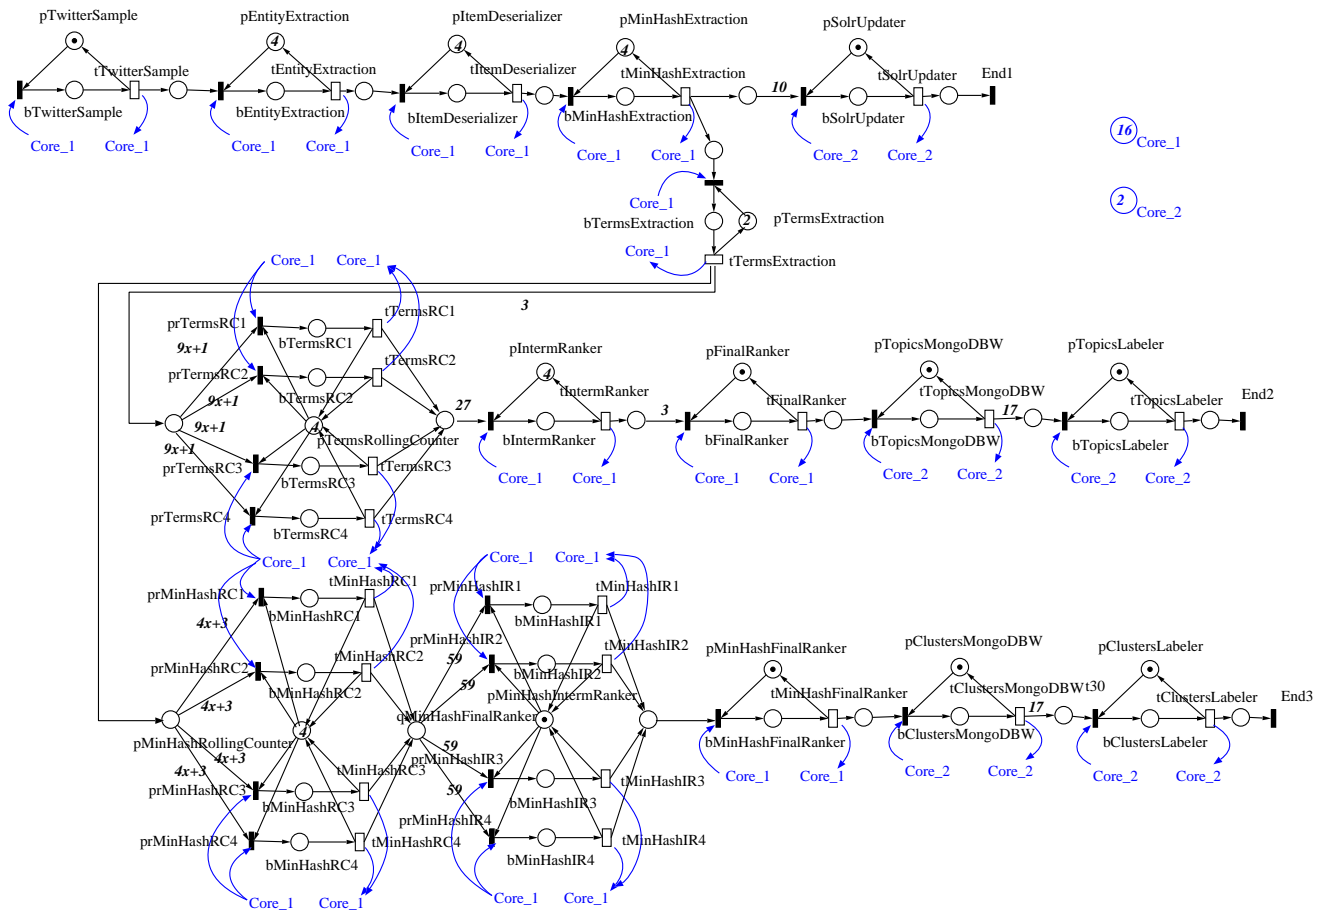 pTwitterSample
pEntityExtraction
pItemDeserializer
pMinHashExtraction
pSolrUpdater
4
4
4
tTwitterSample
tEntityExtraction
tItemDeserializer
tMinHashExtraction
tSolrUpdater
End1
10
bTwitterSample
bEntityExtraction
bItemDeserializer
bMinHashExtraction
bSolrUpdater
Core_1
Core_1
Core_1
Core_1
Core_1
Core_1
Core_1
Core_1
Core_2
Core_2
16
Core_1
2
Core_2
Core_1
bTermsExtraction
2
pTermsExtraction
Core_1
tTermsExtraction
3
Core_1
Core_1
prTermsRC1
tTermsRC1
bTermsRC1
9x+1
prTermsRC2
tTermsRC2
bTermsRC2
9x+1
9x+1
4
pTermsRollingCounter
27
9x+1
prTermsRC3
tTermsRC3
bTermsRC3
prTermsRC4
tTermsRC4
bTermsRC4
Core_1
Core_1
pIntermRanker
pFinalRanker
pTopicsMongoDBW
pTopicsLabeler
4
tIntermRanker
tFinalRanker
tTopicsMongoDBW
tTopicsLabeler
End2
3
17
bIntermRanker
bFinalRanker
bTopicsMongoDBW
bTopicsLabeler
Core_1
Core_1
Core_1
Core_1
Core_2
Core_2
Core_2
Core_2
prMinHashRC1
tMinHashRC1
bMinHashRC1
4x+3
prMinHashRC2
tMinHashRC2
bMinHashRC2
4x+3
pMinHashRollingCounter
4
4x+3
4x+3
prMinHashRC3
tMinHashRC3
bMinHashRC3
prMinHashRC4
tMinHashRC4
bMinHashRC4
Core_1
Core_1
Core_1
Core_1
prMinHashIR1
tMinHashIR1
bMinHashIR1
prMinHashIR2
tMinHashIR2
59
bMinHashIR2
59
pMinHashIntermRanker
qMinHashFinalRanker
59
prMinHashIR3
tMinHashIR3
59
bMinHashIR3
prMinHashIR4
tMinHashIR4
bMinHashIR4
Core_1
Core_1
pMinHashFinalRanker
pClustersMongoDBW
pClustersLabeler
tMinHashFinalRanker
tClustersMongoDBW
t30
tClustersLabeler
End3
17
bMinHashFinalRanker
bClustersMongoDBW
bClustersLabeler
Core_1
Core_1
Core_2
Core_2
Core_2
Core_2